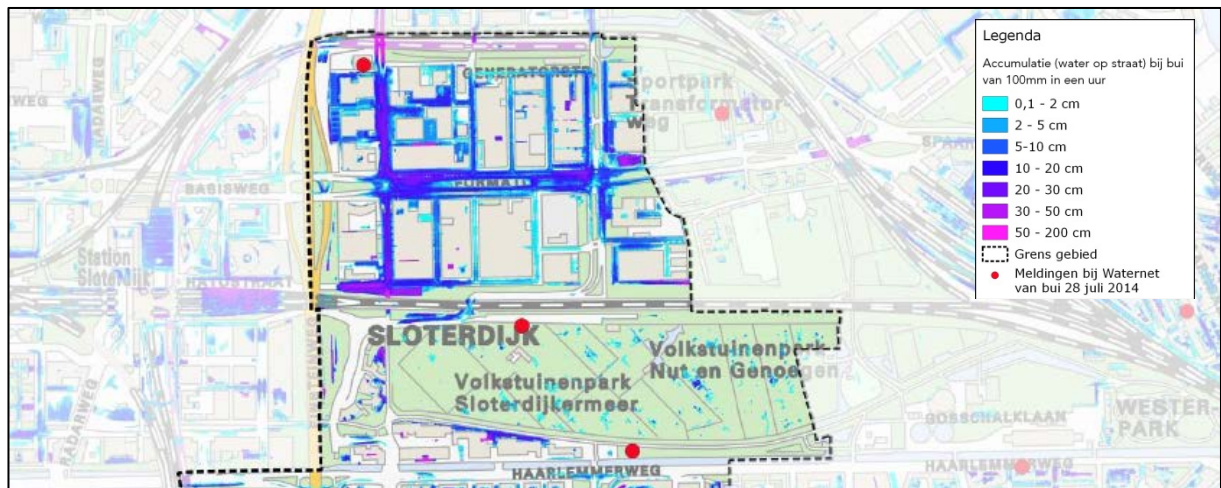 Legenda
Accumulatie (water op straat) bij bui
van 100mm in een uur
0,1 - 2 cm
2 - 5 cm
5-10 cm
10 - 20 cm
20 - 30 cm
30 - 50 cm
50 - 200 cm
Grens gebied
Meldingen bij Waternet
van bui 28 juli 2014
RADARWEG
GENERATORSTR
Sportpark
Transformator-
weg
BASISWEG
Station
Sloterdijk
SLOTERDIJK
Volkstuinenpark
Nut en Genoegen
Volkstuinenpark
Sloterdijkermeer
RADARWEG
GOSSCHALKLAAN
WESTER-
PARK
HAARLEMMERWEG
HAARLEMMERWEG